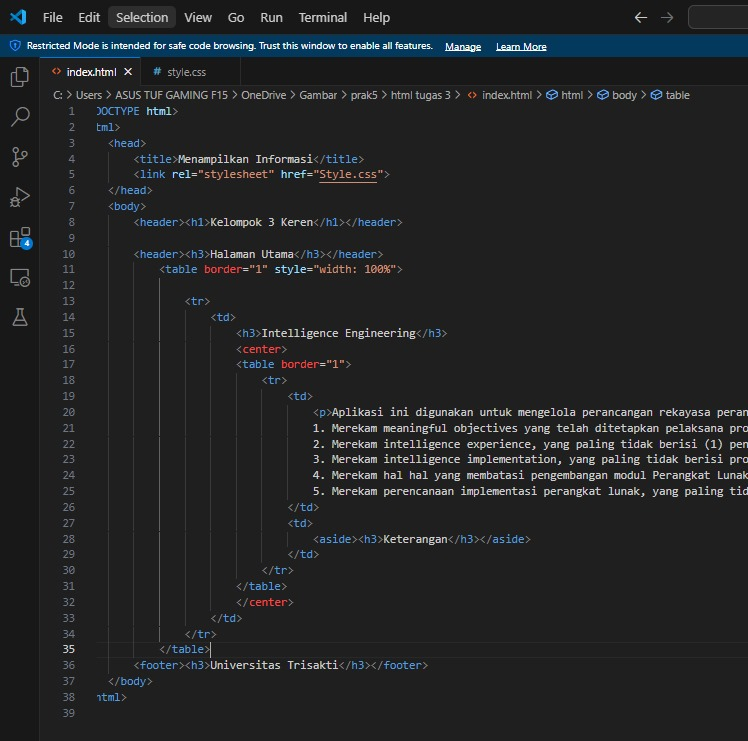 File Edit Selection View Go Run Terminal Help
Restricted Mode is intended for safe code browsing. Trust this window to enable all features. Manage Learn More
index.html # style.css
C: > Users > ASUS TUF GAMING F15 > OneDrive > Gambar > prak5 > html tugas 3 > index.html > html > body > table
1 OCTYPE html>
2 tml>
3 <head>
4 <title>Menampilkan Informasi</title>
5 <link rel="stylesheet" href="Style.css">
6 </head>
7 <body>
8 <header><h1>Kelompok 3 Keren</h1></header>
9
10 <header><h3>Halaman Utama</h3></header>
11 <table border="1" style="width: 100%">
12
13 <tr>
14 <td>
15 <h3>Intelligence Engineering</h3>
16 <center>
17 <table border="1">
18 <tr>
19 <td>
20 <p>Aplikasi ini digunakan untuk mengelola perancangan rekayasa peran
21 1. Merekam meaningful objectives yang telah ditetapkan pelaksana pro
22 2. Merekam intelligence experience, yang paling tidak berisi (1) pen
23 3. Merekam intelligence implementation, yang paling tidak berisi pro
24 4. Merekam hal hal yang membatasi pengembangan modul Perangkat Lunak
25 5. Merekam perencanaan implementasi perangkat lunak, yang paling tid
26 </td>
27 <td>
28 <aside><h3>Keterangan</h3></aside>
29 </td>
30 </tr>
31 </table>
32 </center>
33 </td>
34 </tr>
35 </table>
36 <footer><h3>Universitas Trisakti</h3></footer>
37 </body>
38 html>
39
4